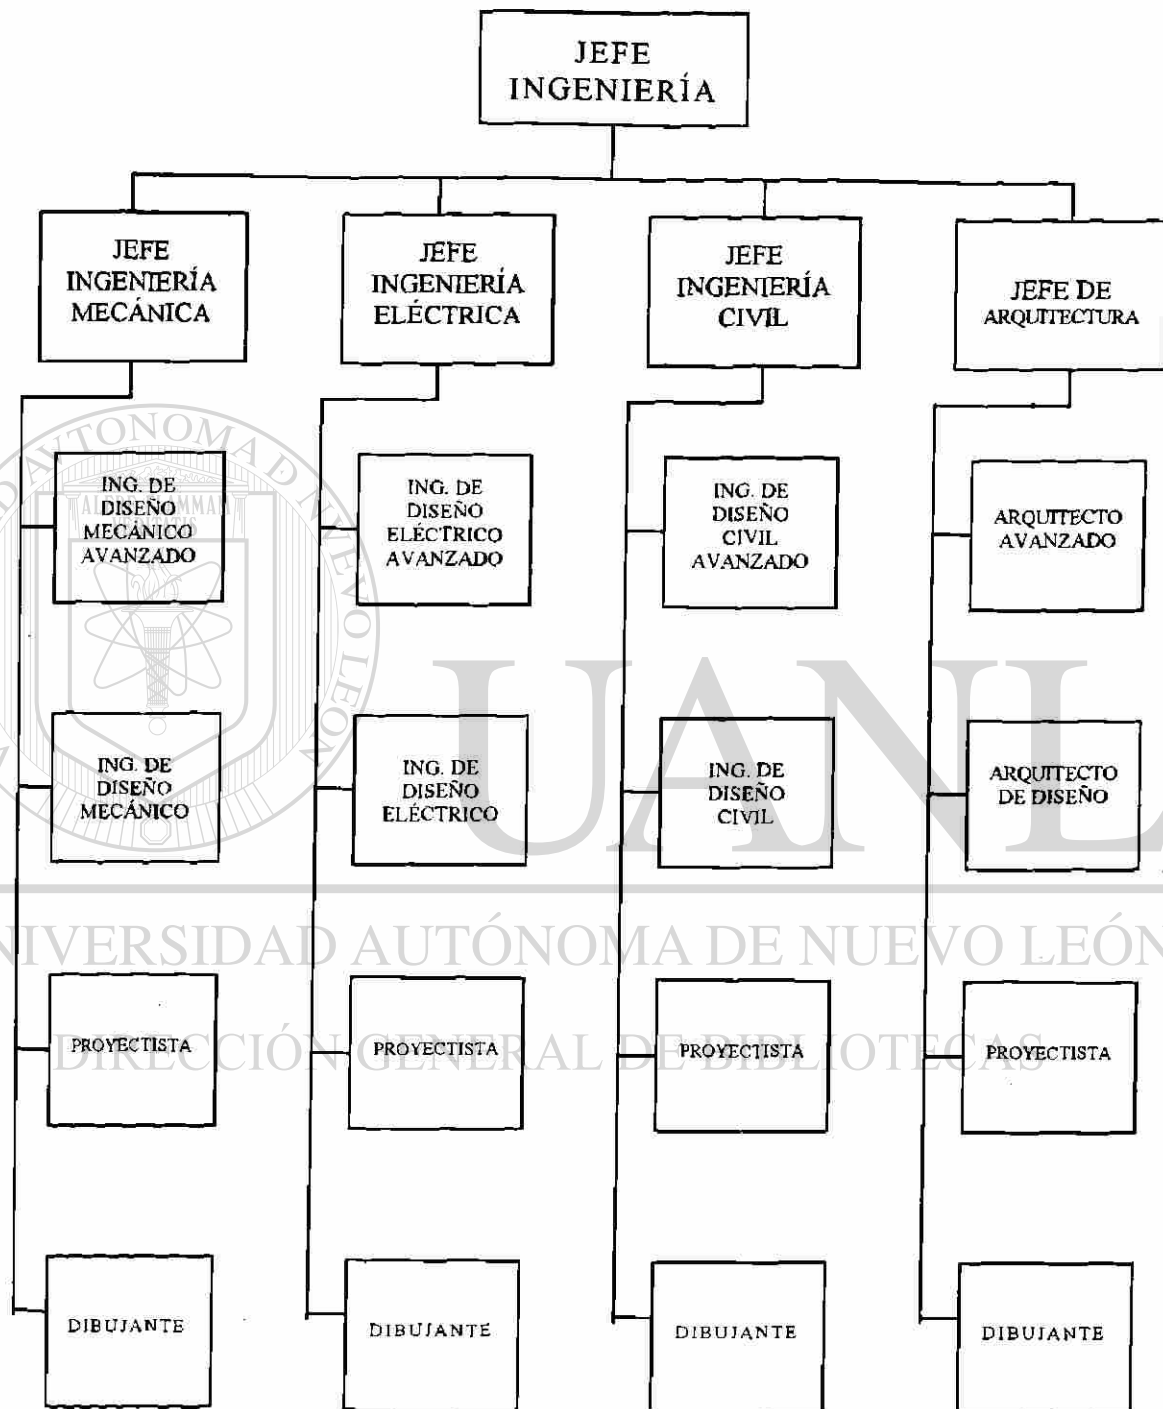 JEFE
INGENIERÍA
JEFE
INGENIERÍA
MECÁNICA
JEFE
INGENIERÍA
ELÉCTRICA
JEFE
INGENIERÍA
CIVIL
JEFE DE
ARQUITECTURA
ING. DE
DISEÑO
MECÁNICO
AVANZADO
ING. DE
DISEÑO
ELÉCTRICO
AVANZADO
ING. DE
DISEÑO
CIVIL
AVANZADO
ARQUITECTO
AVANZADO
ING. DE
DISEÑO
MECÁNICO
ING. DE
DISEÑO
ELÉCTRICO
ING. DE
DISEÑO
CIVIL
ARQUITECTO
DE DISEÑO
PROYECTISTA
PROYECTISTA
PROYECTISTA
PROYECTISTA
DIBUJANTE
DIBUJANTE
DIBUJANTE
DIBUJANTE
UANL
NIVERSIDAD AUTÓNOMA DE NUEVO LEÓN
DIRECCIÓN GENERAL DE BIBLIOTECAS